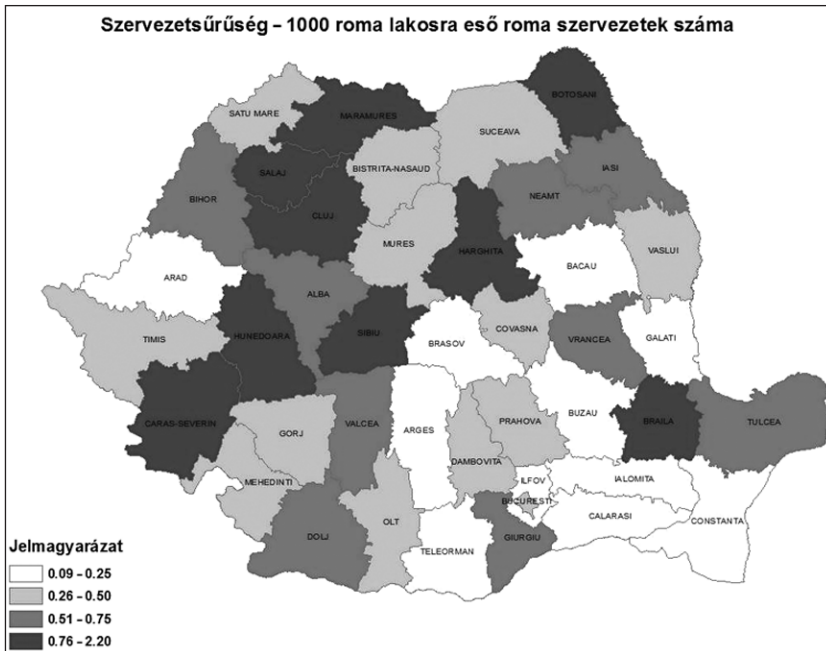 Szervezetsűrűség – 1000 roma lakosra eső roma szervezetek száma
BOTOSANI
SATU MARE
MARAMURES
SUCEAVA
SALAJ
BISTRITA-NASAUD
IASI
BIHOR
NEAMT
CLUJ
MURES
HARGHITA
VASLUI
BACAU
ARAD
ALBA
TIMIS
HUNEDOARA
SIBIU
COVASNA
BRASOV
VRANCEA
GALATI
CARAS-SEVERIN
GORJ
VALCEA
ARGES
PRAHOVA
BUZAU
BRAILA
TULCEA
DAMBOVITA
MEHEDINTI
ILFOV
IALOMITA
BUCURESTI
CALARASI
CONSTANTA
OLT
DOLJ
GIURGIU
TELEORMAN
Jelmagyarázat
0.09 – 0.25
0.26 – 0.50
0.51 – 0.75
0.76 – 2.20